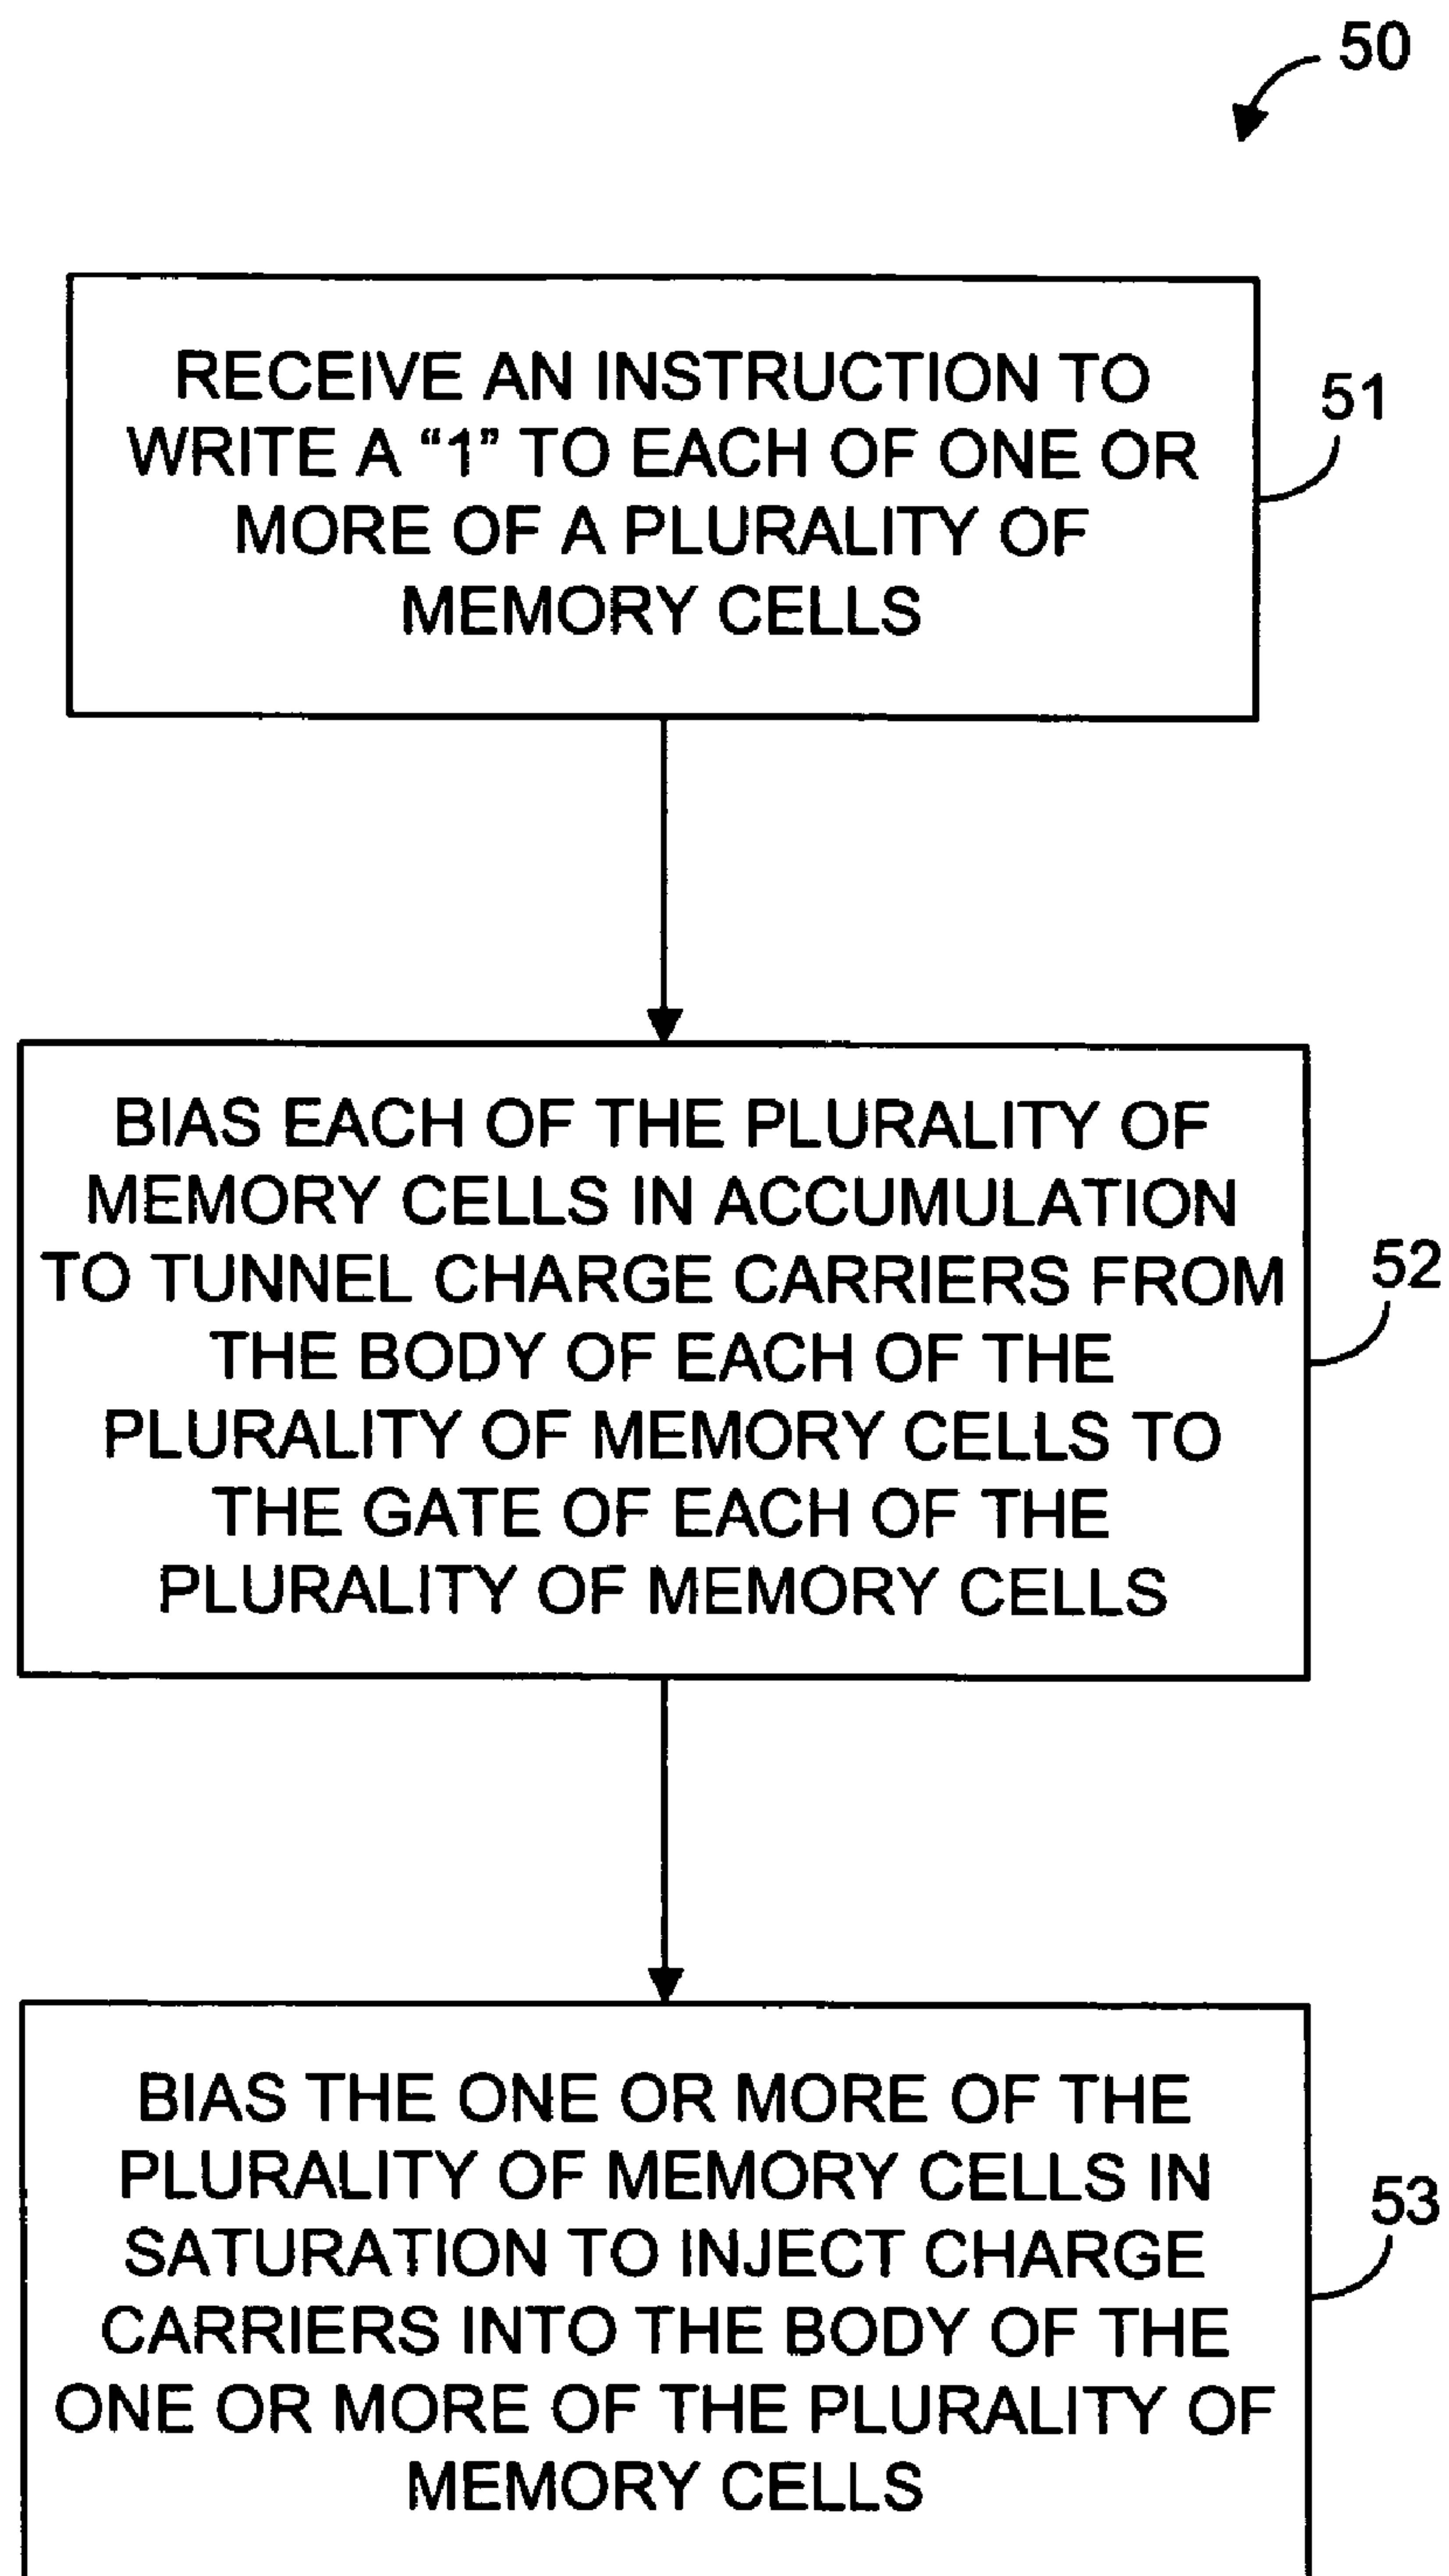 50
RECEIVE AN INSTRUCTION TO
WRITE A “1” TO EACH OF ONE OR
MORE OF A PLURALITY OF
MEMORY CELLS
51
BIAS EACH OF THE PLURALITY OF
MEMORY CELLS IN ACCUMULATION
TO TUNNEL CHARGE CARRIERS FROM
THE BODY OF EACH OF THE
PLURALITY OF MEMORY CELLS TO
THE GATE OF EACH OF THE
PLURALITY OF MEMORY CELLS
52
BIAS THE ONE OR MORE OF THE
PLURALITY OF MEMORY CELLS IN
SATURATION TO INJECT CHARGE
CARRIERS INTO THE BODY OF THE
ONE OR MORE OF THE PLURALITY OF
MEMORY CELLS
53